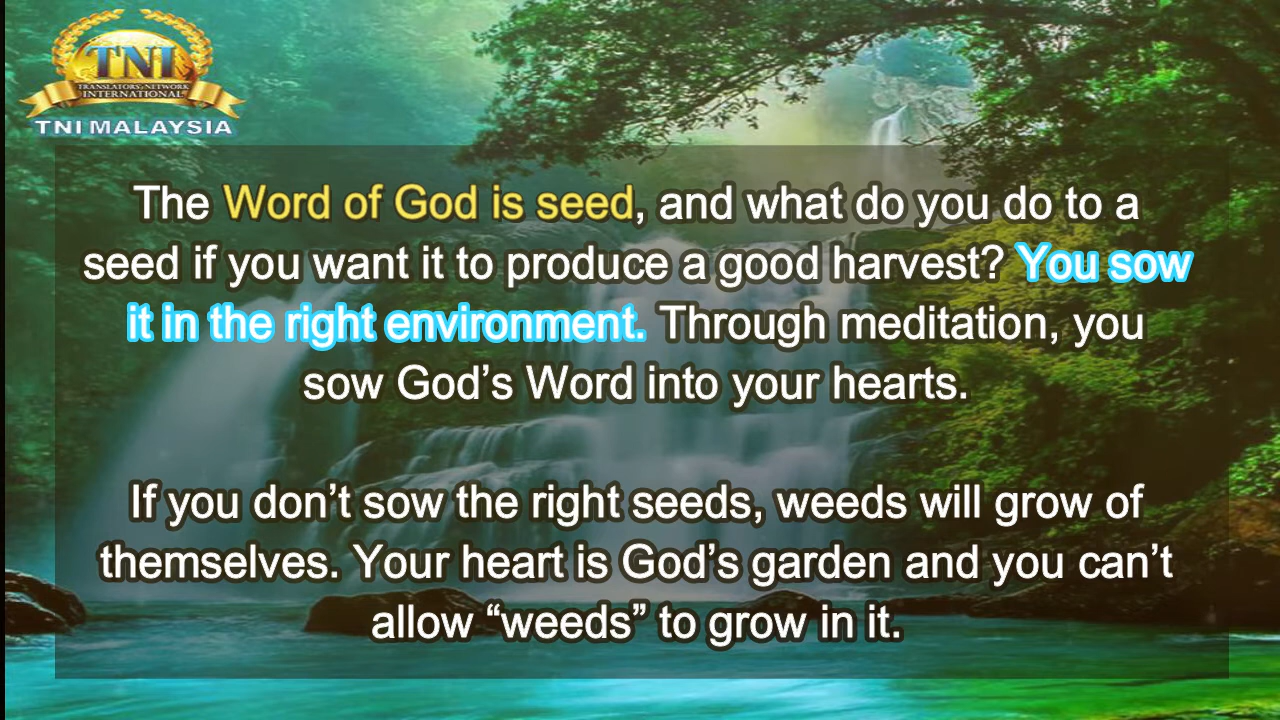 TNI
TRANSLATORS NETWORK
INTERNATIONAL
TNI MALAYSIA
The Word of God is seed, and what do you do to a
seed if you want it to produce a good harvest? You sow
it in the right environment. Through meditation, you
sow God’s Word into your hearts.
If you don’t sow the right seeds, weeds will grow of
themselves. Your heart is God’s garden and you can’t
allow “weeds” to grow in it.